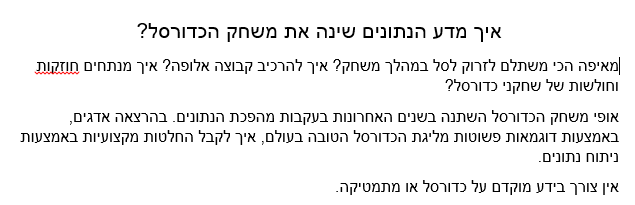 איך מדע הנתונים שינה את משחק הכדורסל?
מאיפה הכי משתלם לזרוק לסל במהלך משחק? איך להרכיב קבוצה אלופה? איך מנתחים חוזקות
וחולשות של שחקני כדורסל?
אופי משחק הכדורסל השתנה בשנים האחרונות בעקבות מהפכת הנתונים. בהרצאה אדגים,
באמצעות דוגמאות פשוטות מליגת הכדורסל הטובה בעולם, איך לקבל החלטות מקצועיות באמצעות
ניתוח נתונים.
אין צורך בידע מוקדם על כדורסל או מתמטיקה.